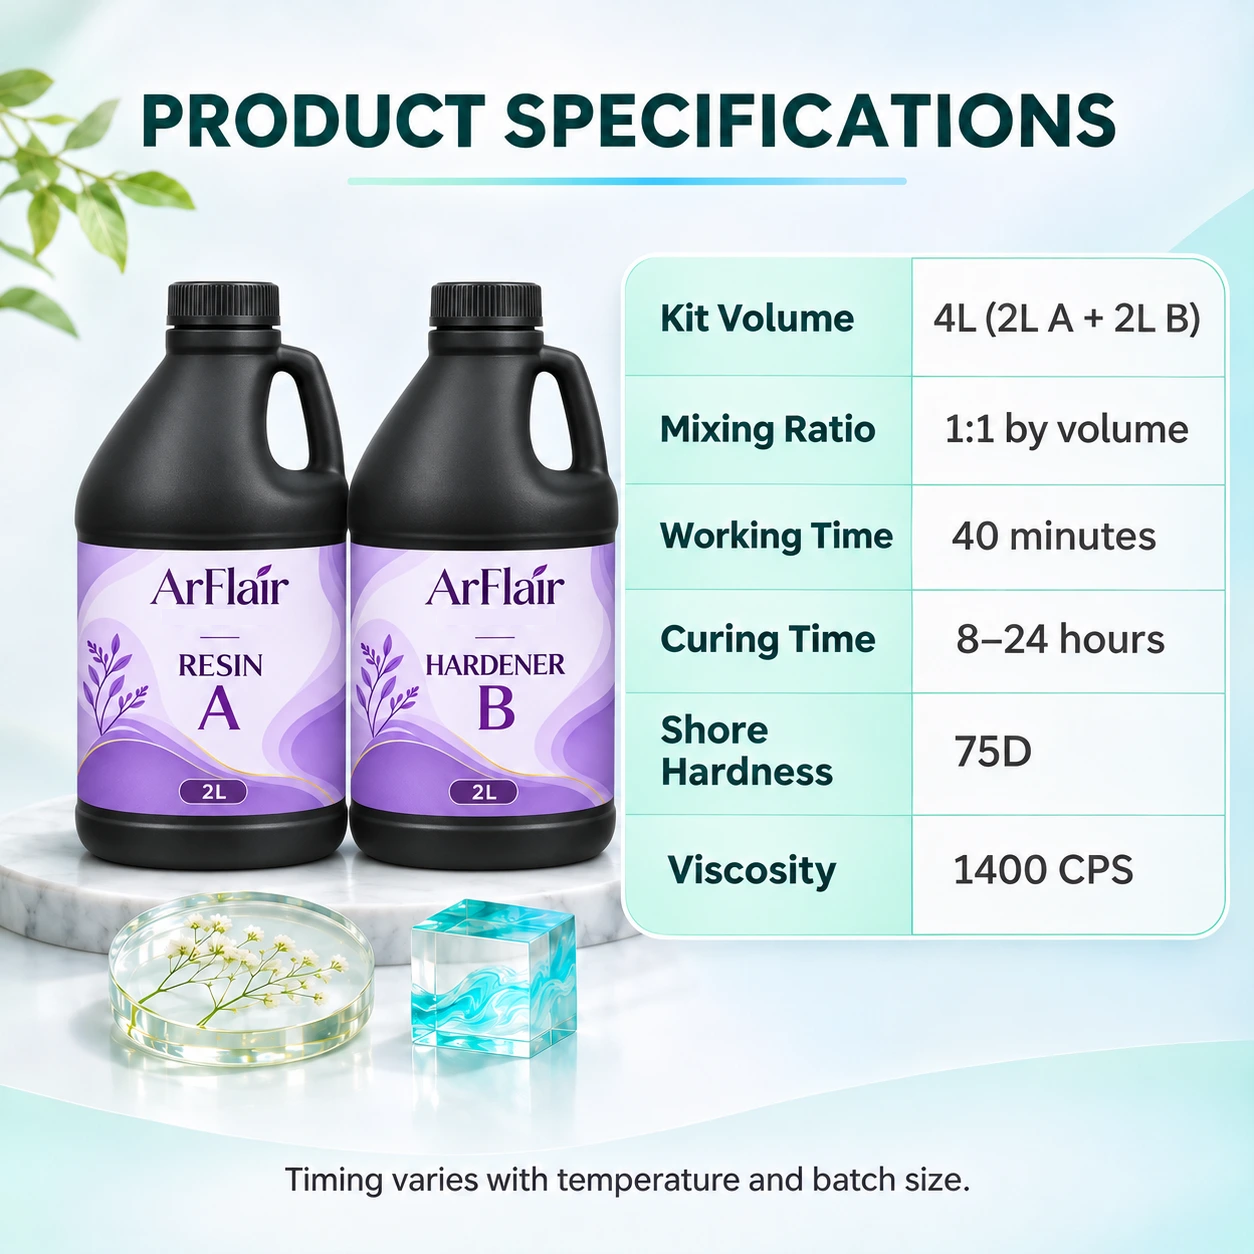 PRODUCT SPECIFICATIONS
ArFlair
RESIN
A
2L
ArFlair
HARDENER
B
2L
Kit Volume
4L (2L A + 2L B)
Mixing Ratio
1:1 by volume
Working Time
40 minutes
Curing Time
8–24 hours
Shore
Hardness
75D
Viscosity
1400 CPS
Timing varies with temperature and batch size.